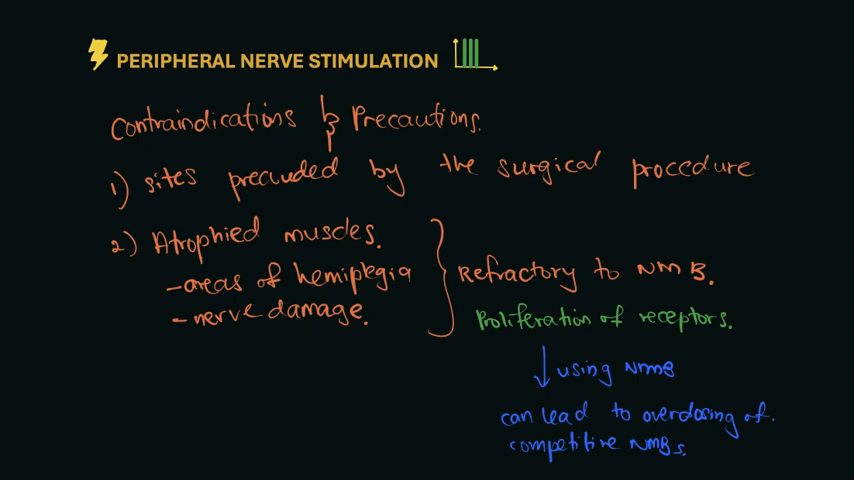 PERIPHERAL NERVE STIMULATION
Contraindications & Precautions.
1) sites precuded by the surgical procedure
2) Atrophied muscles.
-areas of hemiplegia
-nerve damage.
Refractory to NMB.
Proliferation of receptors.
using NMB
can lead to overdosing of.
competitive NMBs.